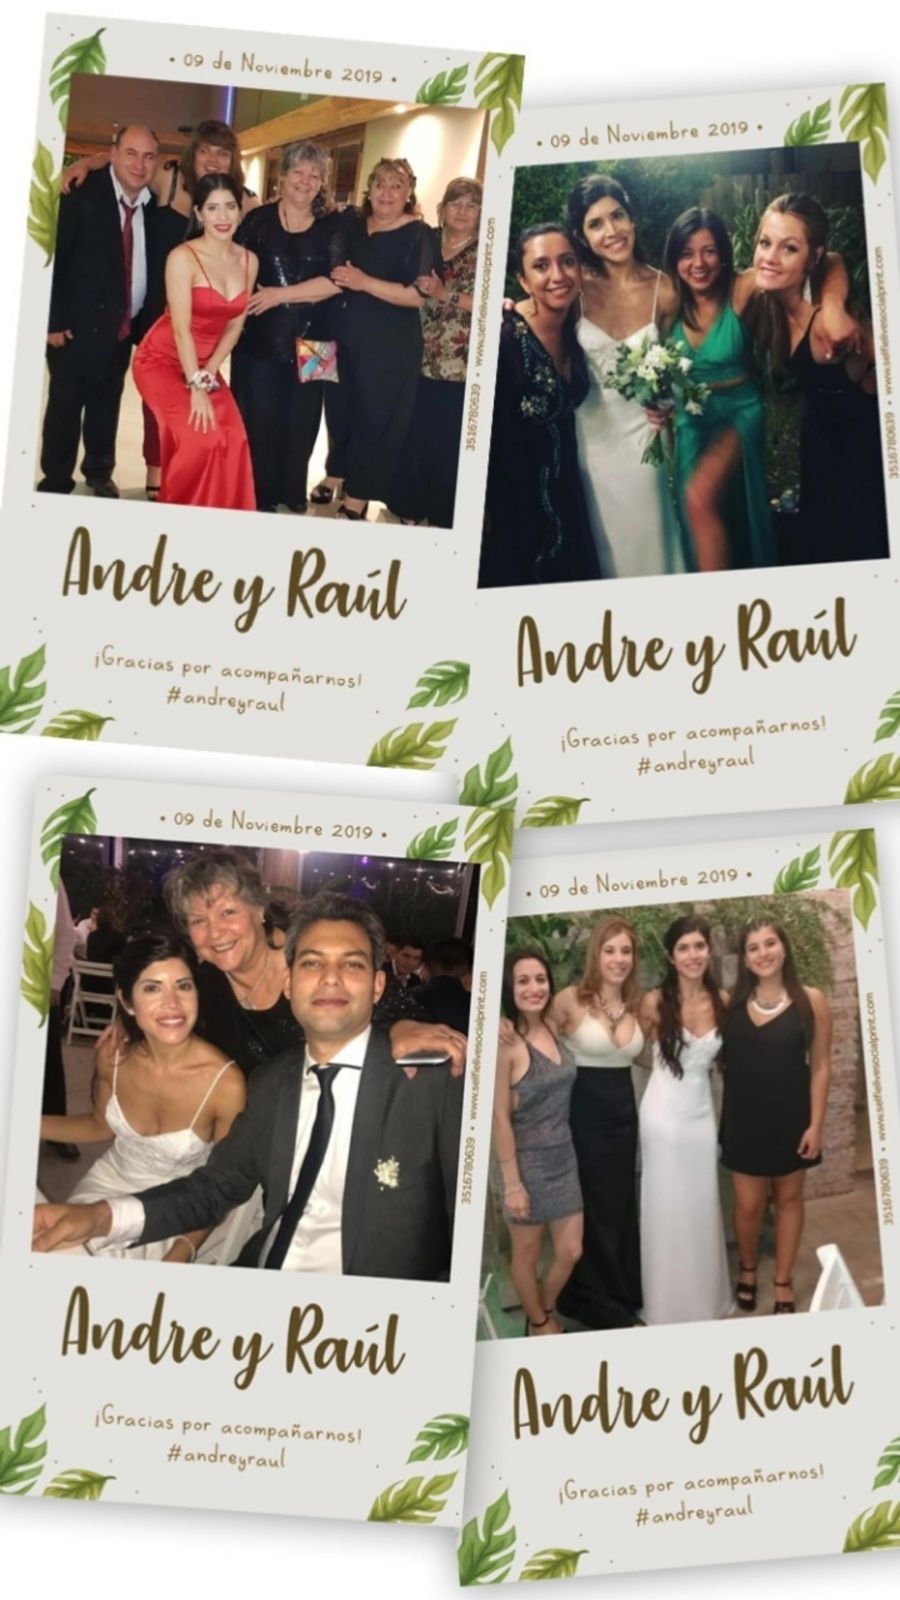 • 09 de Noviembre 2019 •
3516780639 • www.selfielivesocialprint.com
Andre y Raúl
¡Gracias por acompañarnos!
#andreyraul
• 09 de Noviembre 2019 •
3516780639 • www.selfielivesocialprint.com
Andre y Raúl
¡Gracias por acompañarnos!
#andreyraul
• 09 de Noviembre 2019 •
3516780639 • www.selfielivesocialprint.com
Andre y Raúl
¡Gracias por acompañarnos!
#andreyraul
• 09 de Noviembre 2019 •
3516780639 • www.selfielivesocialprint.com
Andre y Raúl
¡Gracias por acompañarnos!
#andreyraul